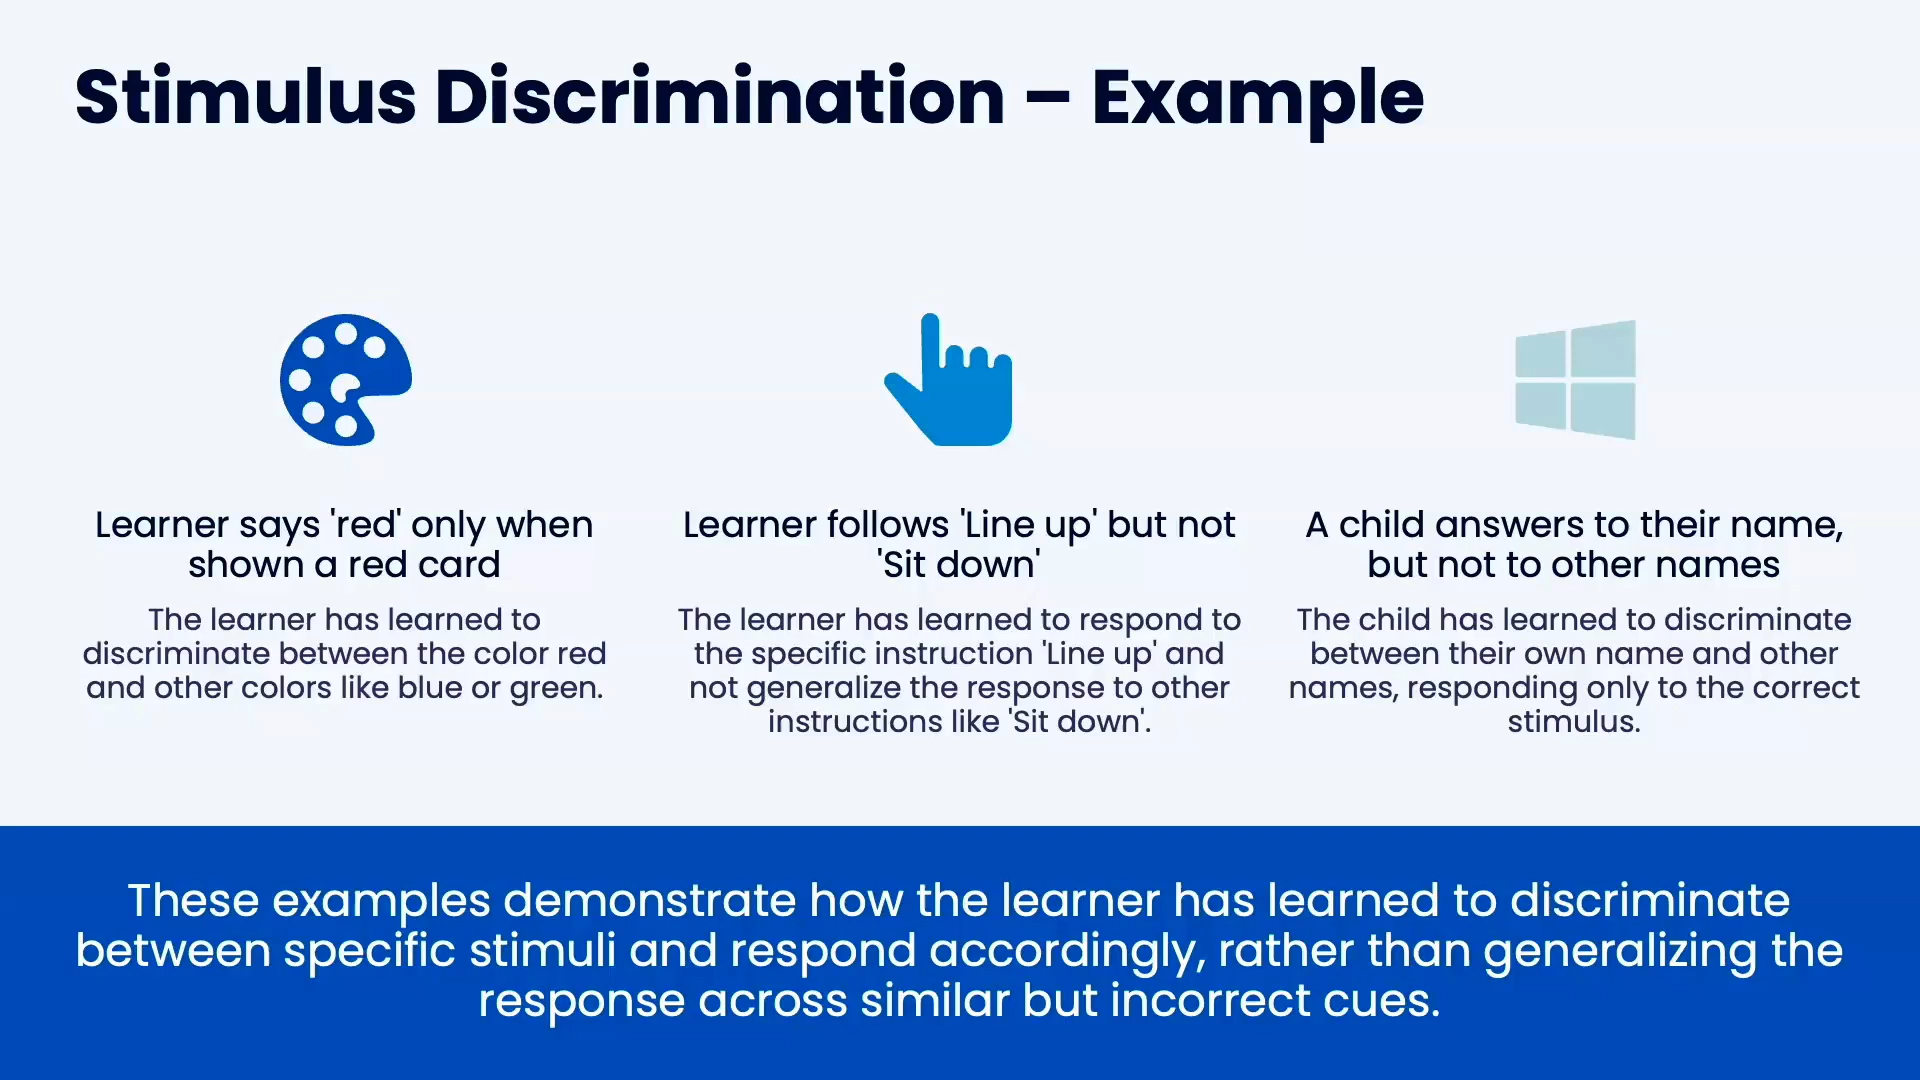 Stimulus Discrimination – Example
Learner says 'red' only when
shown a red card
The learner has learned to
discriminate between the color red
and other colors like blue or green.
Learner follows 'Line up' but not
'Sit down'
The learner has learned to respond to
the specific instruction 'Line up' and
not generalize the response to other
instructions like 'Sit down'.
A child answers to their name,
but not to other names
The child has learned to discriminate
between their own name and other
names, responding only to the correct
stimulus.
These examples demonstrate how the learner has learned to discriminate
between specific stimuli and respond accordingly, rather than generalizing the
response across similar but incorrect cues.